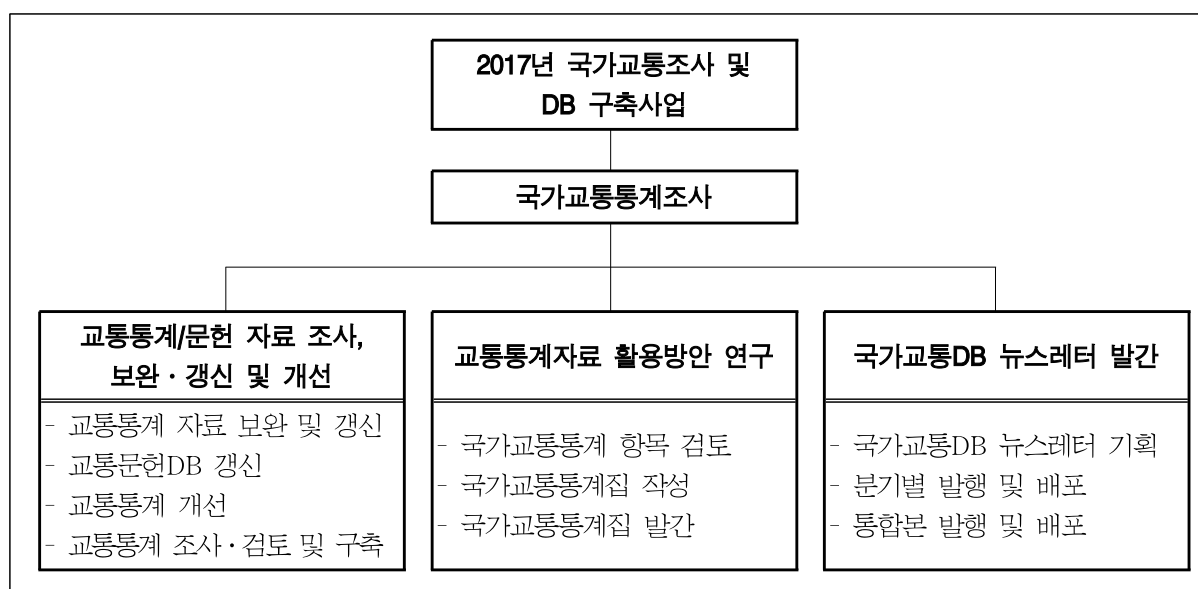 2017년 국가교통조사 및
DB 구축사업
국가교통통계조사
교통통계/문헌 자료 조사,
보완·갱신 및 개선
- 교통통계 자료 보완 및 갱신
- 교통문헌DB 갱신
- 교통통계 개선
- 교통통계 조사·검토 및 구축
교통통계자료 활용방안 연구
- 국가교통통계 항목 검토
- 국가교통통계집 작성
- 국가교통통계집 발간
국가교통DB 뉴스레터 발간
- 국가교통DB 뉴스레터 기획
- 분기별 발행 및 배포
- 통합본 발행 및 배포